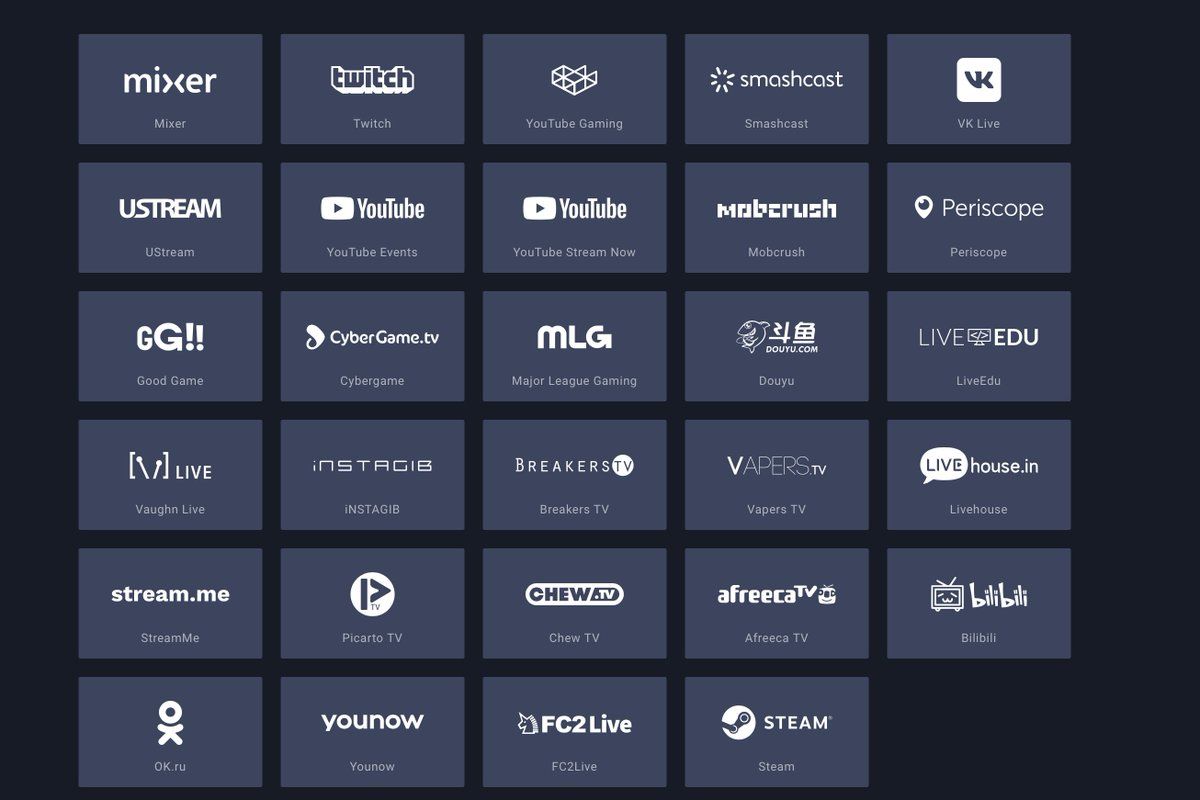 mixer
Mixer
twitch
Twitch
YouTube Gaming
smashcast
Smashcast
VK
VK Live
USTREAM
UStream
YouTube
YouTube Events
YouTube
YouTube Stream Now
mobcrush
Mobcrush
Periscope
Periscope
GG!!
Good Game
CyberGame.tv
Cybergame
MLG
Major League Gaming
斗鱼
DOUYU.COM
Douyu
LIVE EDU
LiveEdu
[\/] LIVE
Vaughn Live
iNSTAGIB
iNSTAGIB
BREAKERS TV
Breakers TV
VAPERS.TV
Vapers TV
LIVE house.in
Livehouse
stream.me
StreamMe
TV
Picarto TV
CHEW.TV
Chew TV
afreecaTV
Afreeca TV
bilibili
Bilibili
OK.ru
younow
Younow
FC2Live
FC2Live
STEAM®
Steam